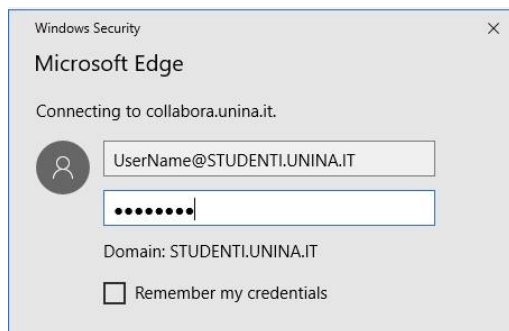 Windows Security
Microsoft Edge
Connecting to collabora.unina.it.
UserName@STUDENTI.UNINA.IT
••••••••
Domain: STUDENTI.UNINA.IT
Remember my credentials